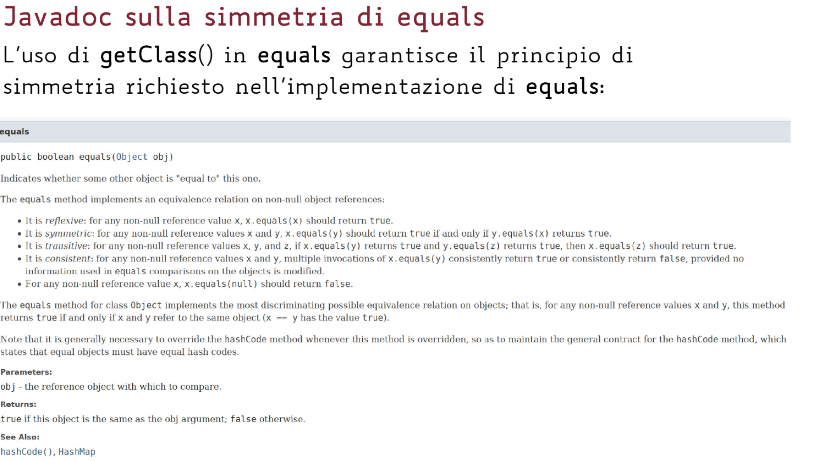 Javadoc sulla simmetria di equals
L'uso di getClass() in equals garantisce il principio di
simmetria richiesto nell'implementazione di equals:
equals
public boolean equals(Object obj)
Indicates whether some other object is "equal to" this one.
The equals method implements an equivalence relation on non-null object references:
• It is reflexive: for any non-null reference value x, x.equals(x) should return true.
• It is symmetric: for any non-null reference values x and y, x.equals(y) should return true if and only if y.equals(x) returns true.
• It is transitive: for any non-null reference values x, y, and z, if x.equals(y) returns true and y.equals(z) returns true, then x.equals(z) should return true.
• It is consistent: for any non-null reference values x and y, multiple invocations of x.equals(y) consistently return true or consistently return false, provided no
information used in equals comparisons on the objects is modified.
• For any non-null reference value x, x.equals(null) should return false.
The equals method for class Object implements the most discriminating possible equivalence relation on objects; that is, for any non-null reference values x and y, this method
returns true if and only if x and y refer to the same object (x == y has the value true).
Note that it is generally necessary to override the hashCode method whenever this method is overridden, so as to maintain the general contract for the hashCode method, which
states that equal objects must have equal hash codes.
Parameters:
obj - the reference object with which to compare.
Returns:
true if this object is the same as the obj argument; false otherwise.
See Also:
hashCode(), HashMap